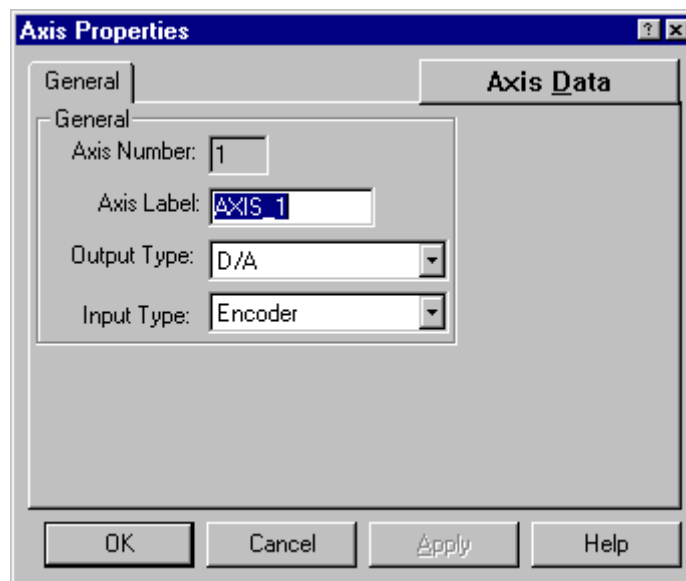 Axis Properties
General
Axis Data
General
Axis Number: 1
Axis Label: AXIS_1
Output Type: D/A
Input Type: Encoder
OK Cancel Apply Help